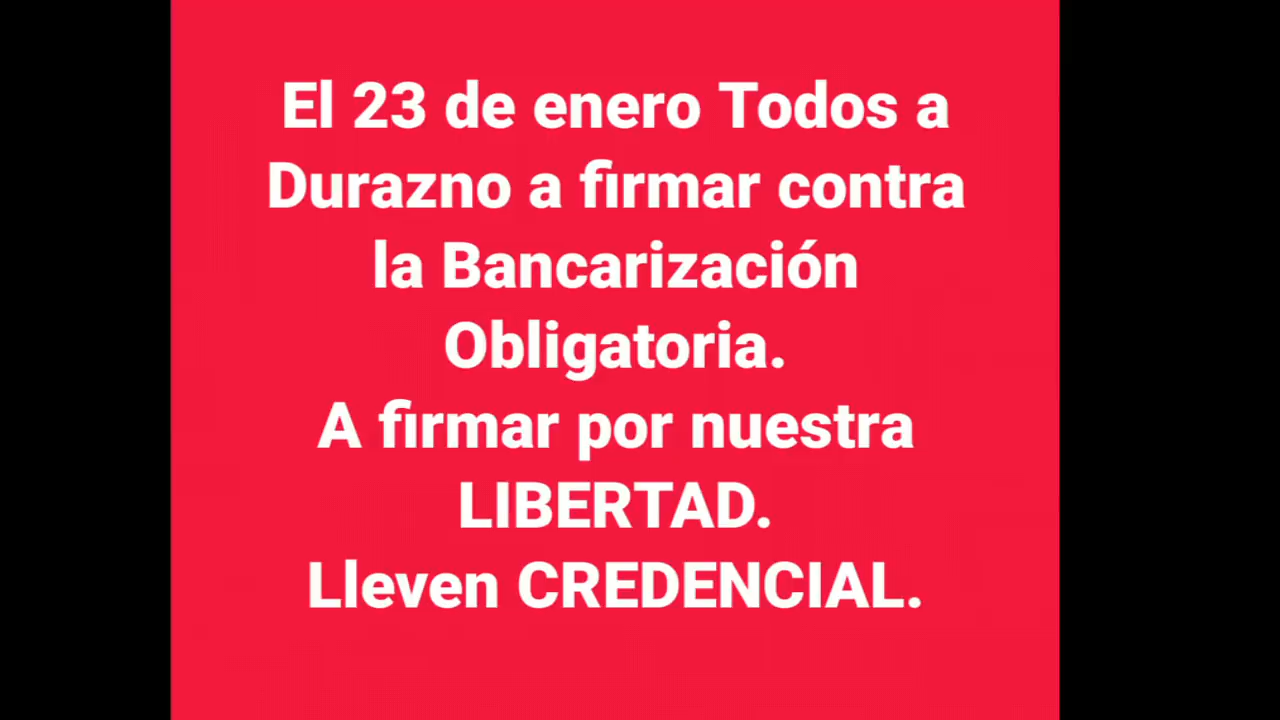 El 23 de enero Todos a
Durazno a firmar contra
la Bancarización
Obligatoria.
A firmar por nuestra
LIBERTAD.
Lleven CREDENCIAL.